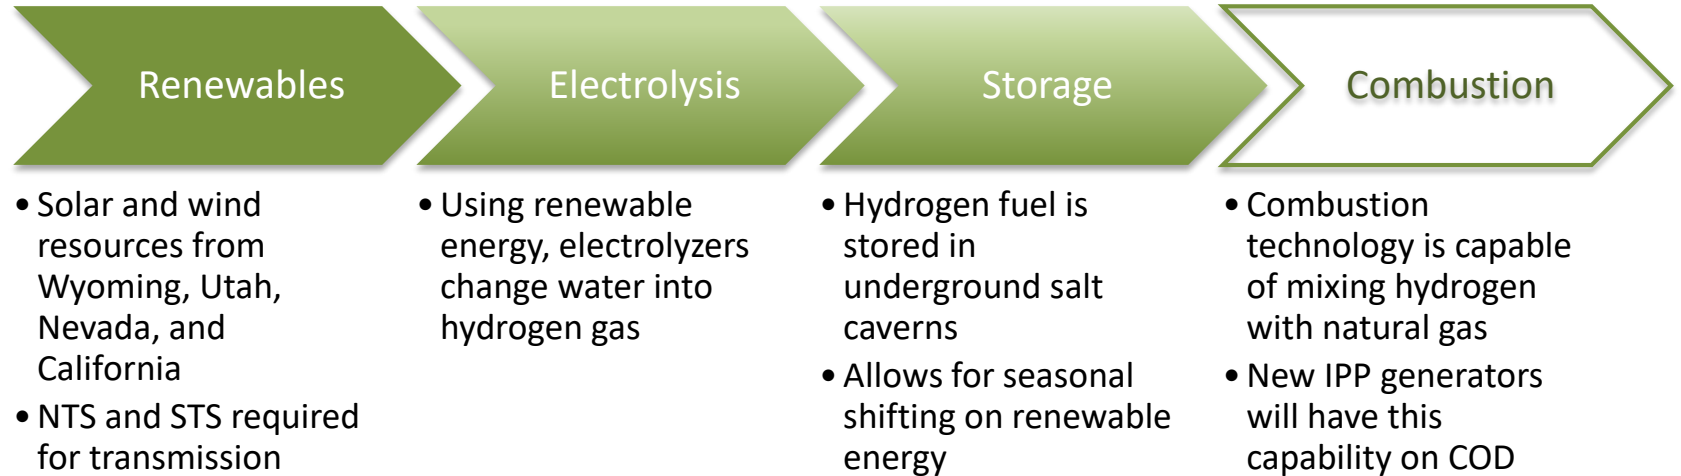 Renewables
Electrolysis
Storage
Combustion
• Solar and wind
resources from
Wyoming, Utah,
Nevada, and
California
• NTS and STS required
for transmission
• Using renewable
energy, electrolyzers
change water into
hydrogen gas
• Hydrogen fuel is
stored in
underground salt
caverns
• Allows for seasonal
shifting on renewable
energy
• Combustion
technology is capable
of mixing hydrogen
with natural gas
• New IPP generators
will have this
capability on COD